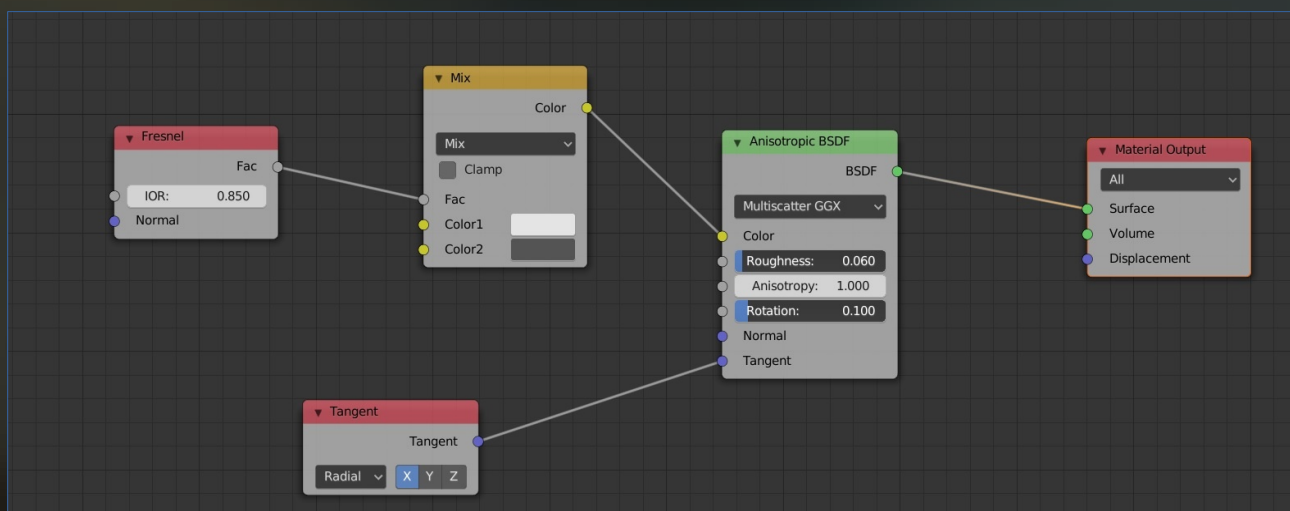 Fresnel
Fac
IOR: 0.850
Normal
Mix
Color
Mix
Clamp
Fac
Color1
Color2
Tangent
Tangent
Radial X Y Z
Anisotropic BSDF
BSDF
Multiscatter GGX
Color
Roughness: 0.060
Anisotropy: 1.000
Rotation: 0.100
Normal
Tangent
Material Output
All
Surface
Volume
Displacement